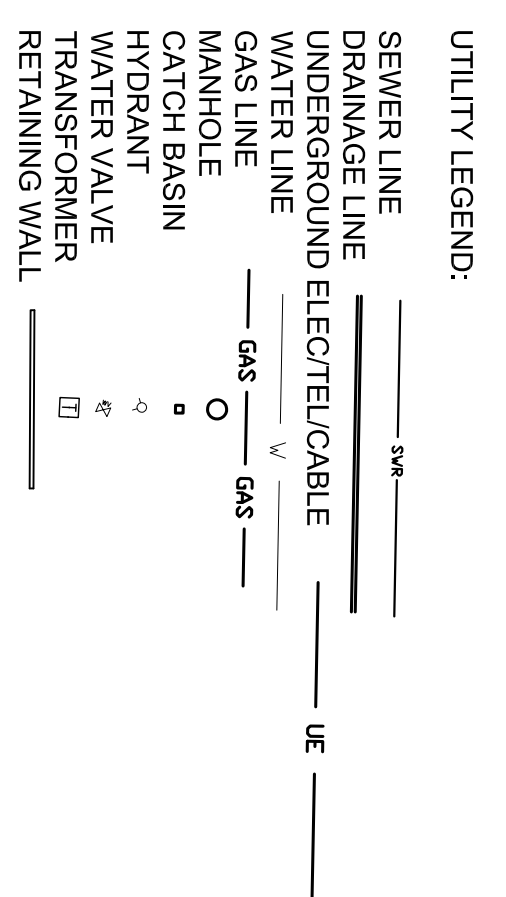 UTILITY LEGEND:
SEWER LINE SWR
DRAINAGE LINE
UNDERGROUND ELEC/TEL/CABLE UE
WATER LINE W
GAS LINE GAS GAS
MANHOLE
CATCH BASIN
HYDRANT
WATER VALVE
TRANSFORMER T
RETAINING WALL